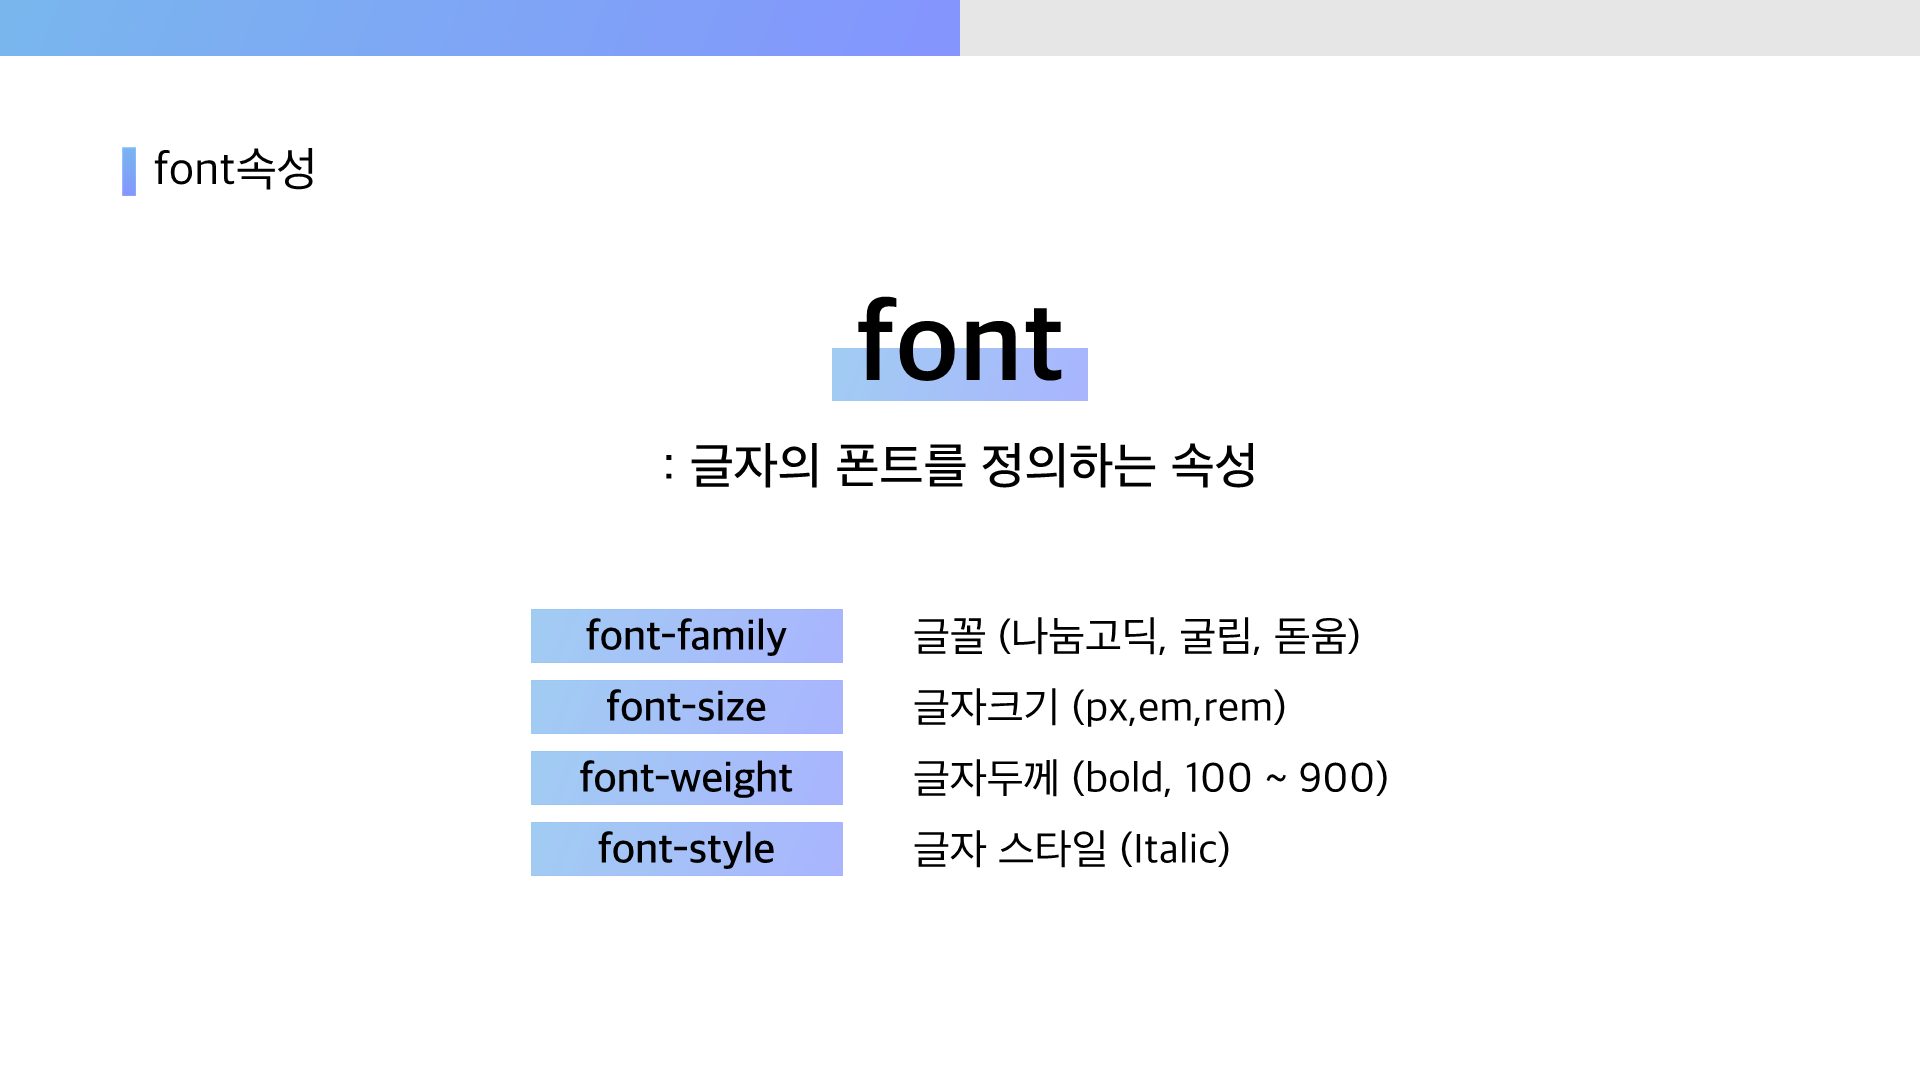 font속성
font
: 글자의 폰트를 정의하는 속성
font-family 글꼴 (나눔고딕, 굴림, 돋움)
font-size 글자크기 (px,em,rem)
font-weight 글자두께 (bold, 100 ~ 900)
font-style 글자 스타일 (Italic)